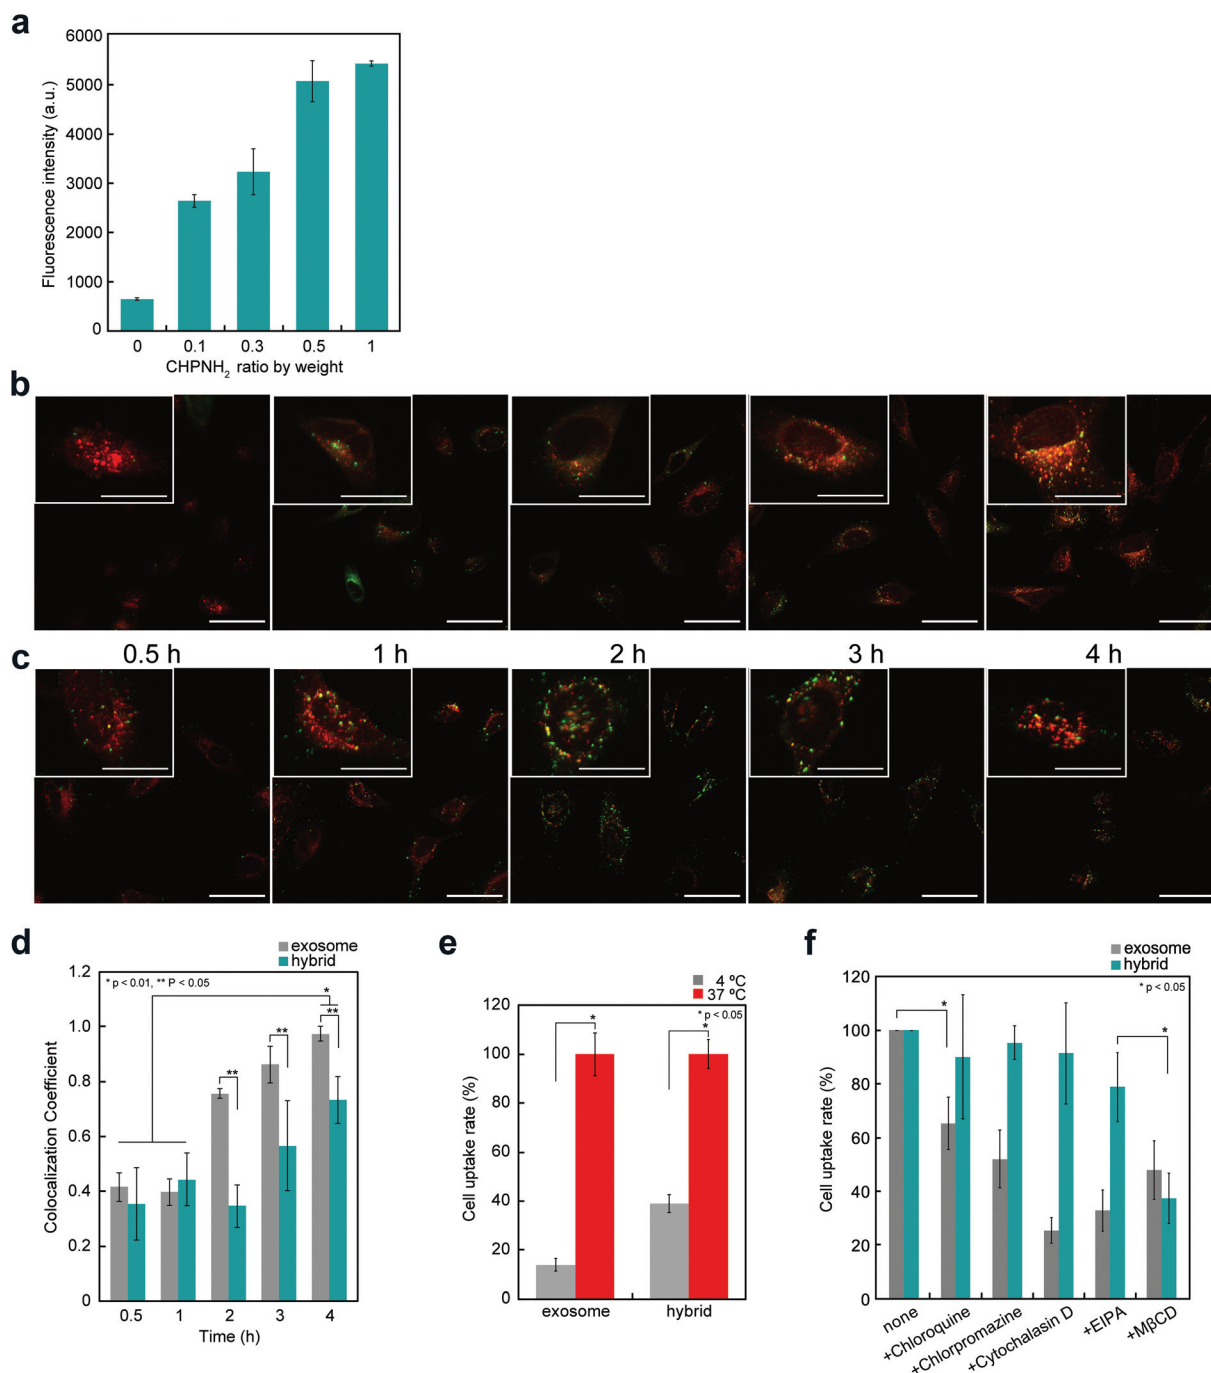 a
6000
5000
4000
3000
2000
1000
0
Fluorescence intensity (a.u.)
0 0.1 0.3 0.5 1
CHPNH₂ ratio by weight
b
c
0.5 h 1 h 2 h 3 h 4 h
d
exosome
hybrid
* p < 0.01, ** P < 0.05
1.2
1.0
0.8
0.6
0.4
0.2
0
Colocalization Coefficient
*
**
**
**
0.5 1 2 3 4
Time (h)
e
4 ºC
37 ºC
* p < 0.05
120
100
80
60
40
20
0
Cell uptake rate (%)
*
*
exosome hybrid
f
exosome
hybrid
* p < 0.05
120
100
80
60
40
20
0
Cell uptake rate (%)
*
*
none
+Chloroquine
+Chlorpromazine
+Cytochalasin D
+EIPA
+MβCD